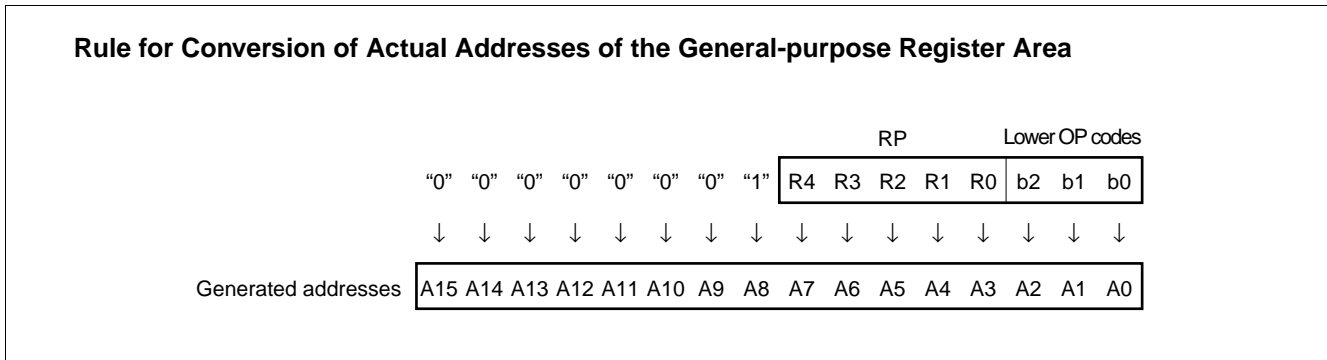 Rule for Conversion of Actual Addresses of the General-purpose Register Area
RP Lower OP codes
“0” “0” “0” “0” “0” “0” “0” “1” R4 R3 R2 R1 R0 b2 b1 b0
↓ ↓ ↓ ↓ ↓ ↓ ↓ ↓ ↓ ↓ ↓ ↓ ↓ ↓ ↓ ↓
Generated addresses A15 A14 A13 A12 A11 A10 A9 A8 A7 A6 A5 A4 A3 A2 A1 A0